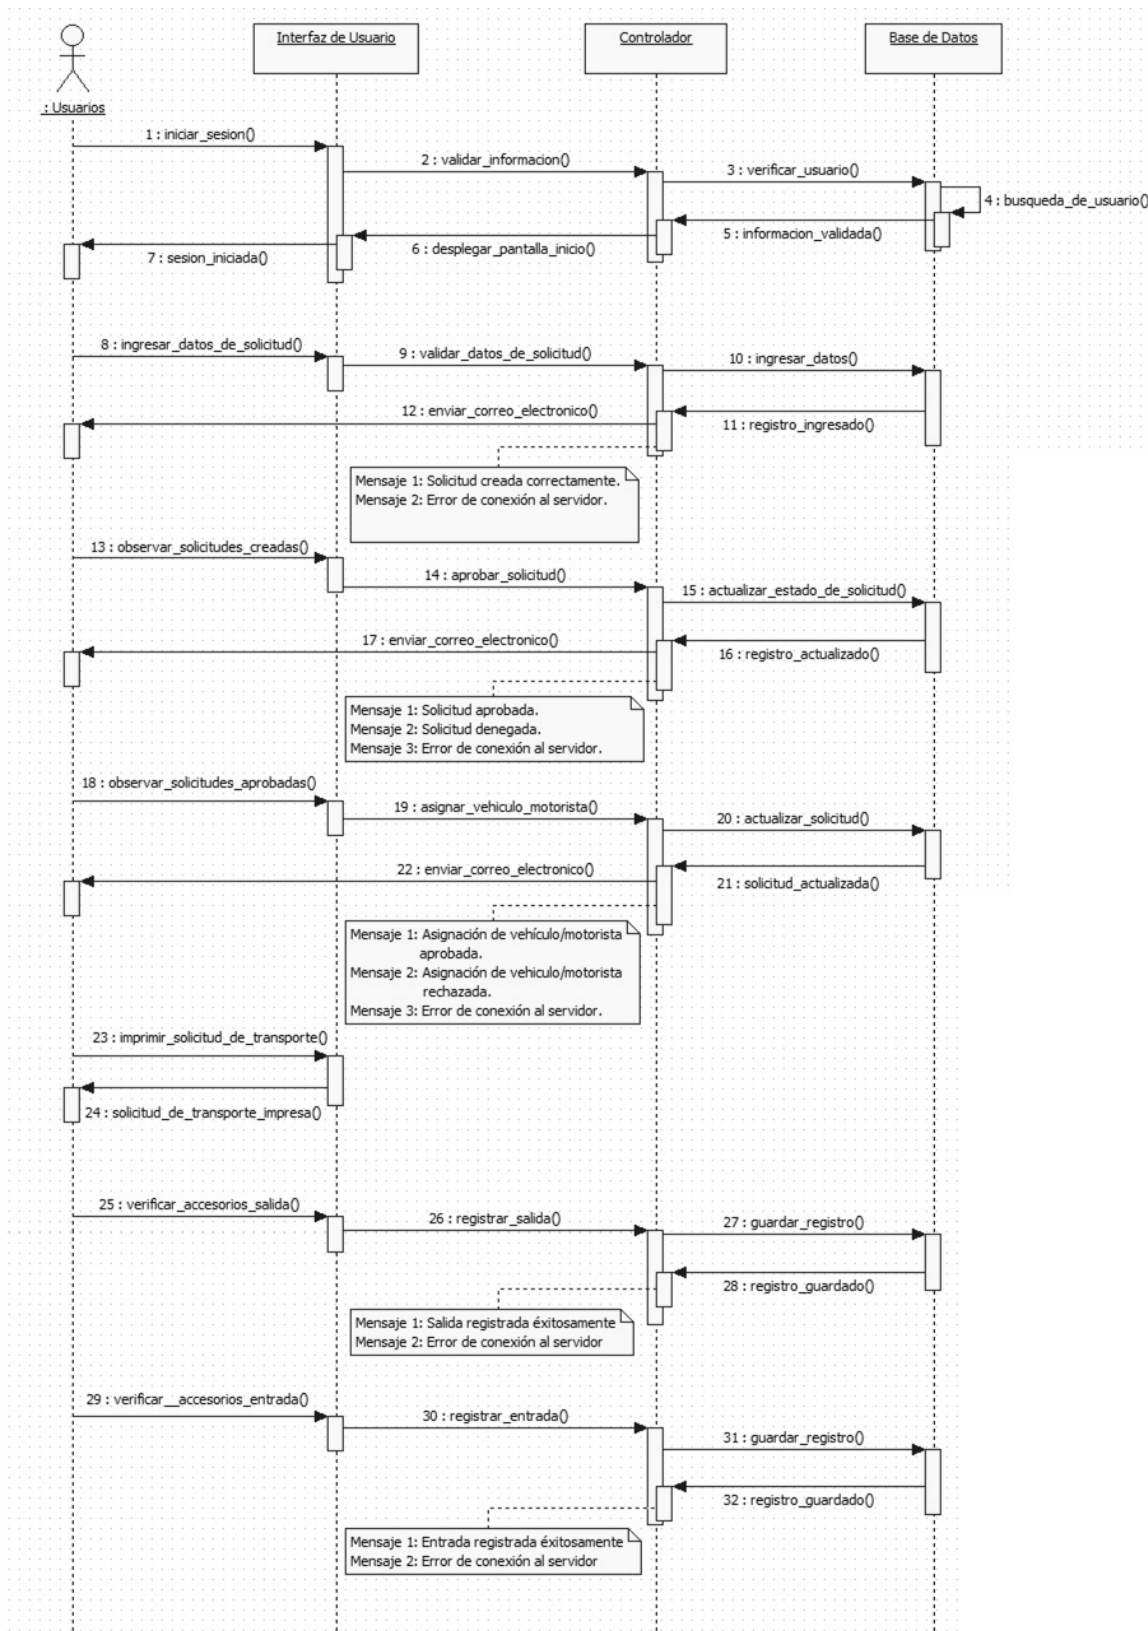 Interfaz de Usuario
Controlador
Base de Datos
: Usuarios
1 : iniciar_sesion()
2 : validar_informacion()
3 : verificar_usuario()
4 : busqueda_de_usuario()
5 : informacion_validada()
6 : desplegar_pantalla_inicio()
7 : sesion_iniciada()
8 : ingresar_datos_de_solicitud()
9 : validar_datos_de_solicitud()
10 : ingresar_datos()
12 : enviar_correo_electronico()
11 : registro_ingresado()
Mensaje 1: Solicitud creada correctamente.
Mensaje 2: Error de conexión al servidor.
13 : observar_solicitudes_creadas()
14 : aprobar_solicitud()
15 : actualizar_estado_de_solicitud()
17 : enviar_correo_electronico()
16 : registro_actualizado()
Mensaje 1: Solicitud aprobada.
Mensaje 2: Solicitud denegada.
Mensaje 3: Error de conexión al servidor.
18 : observar_solicitudes_aprobadas()
19 : asignar_vehiculo_motorista()
20 : actualizar_solicitud()
22 : enviar_correo_electronico()
21 : solicitud_actualizada()
Mensaje 1: Asignación de vehículo/motorista
aprobada.
Mensaje 2: Asignación de vehiculo/motorista
rechazada.
Mensaje 3: Error de conexión al servidor.
23 : imprimir_solicitud_de_transporte()
24 : solicitud_de_transporte_impresa()
25 : verificar_accesorios_salida()
26 : registrar_salida()
27 : guardar_registro()
28 : registro_guardado()
Mensaje 1: Salida registrada éxitosamente
Mensaje 2: Error de conexión al servidor
29 : verificar__accesorios_entrada()
30 : registrar_entrada()
31 : guardar_registro()
32 : registro_guardado()
Mensaje 1: Entrada registrada éxitosamente
Mensaje 2: Error de conexión al servidor